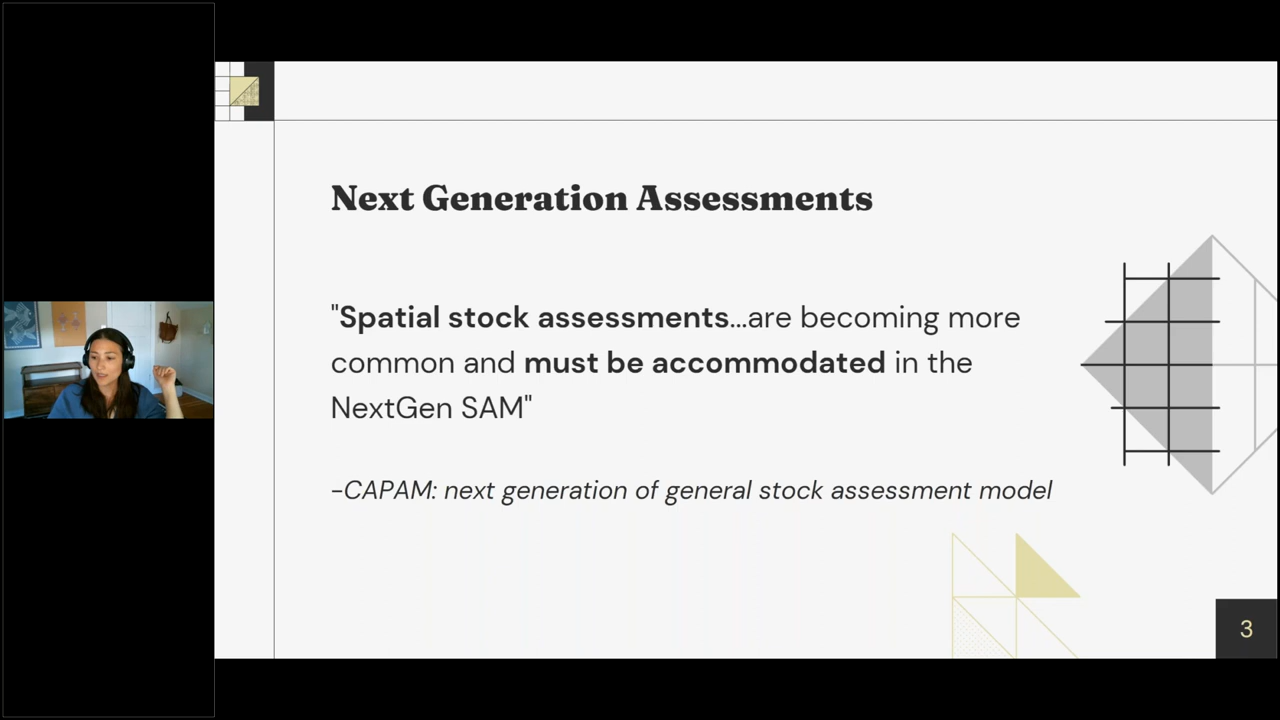 Next Generation Assessments
"Spatial stock assessments...are becoming more
common and must be accommodated in the
NextGen SAM"
-CAPAM: next generation of general stock assessment model
3